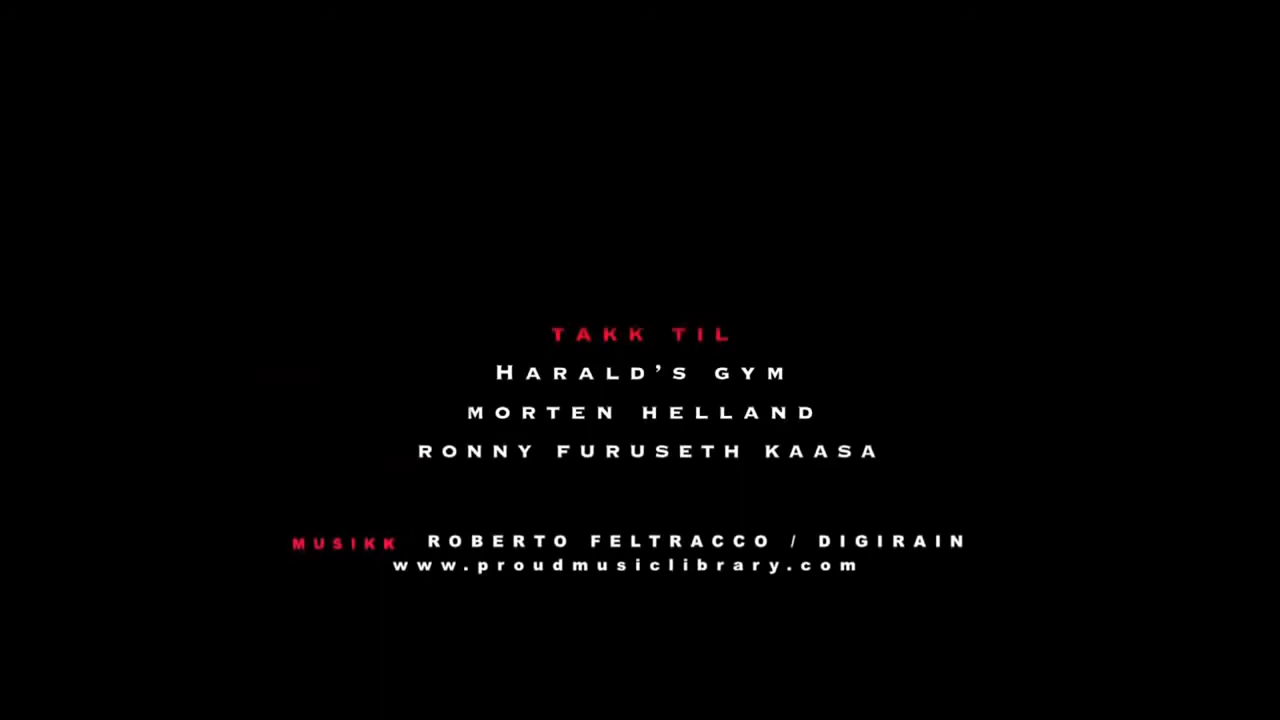 TAKK TIL
HARALD'S GYM
MORTEN HELLAND
RONNY FURUSETH KAASA
MUSIKK ROBERTO FELTRACCO / DIGIRAIN
www.proudmusiclibrary.com